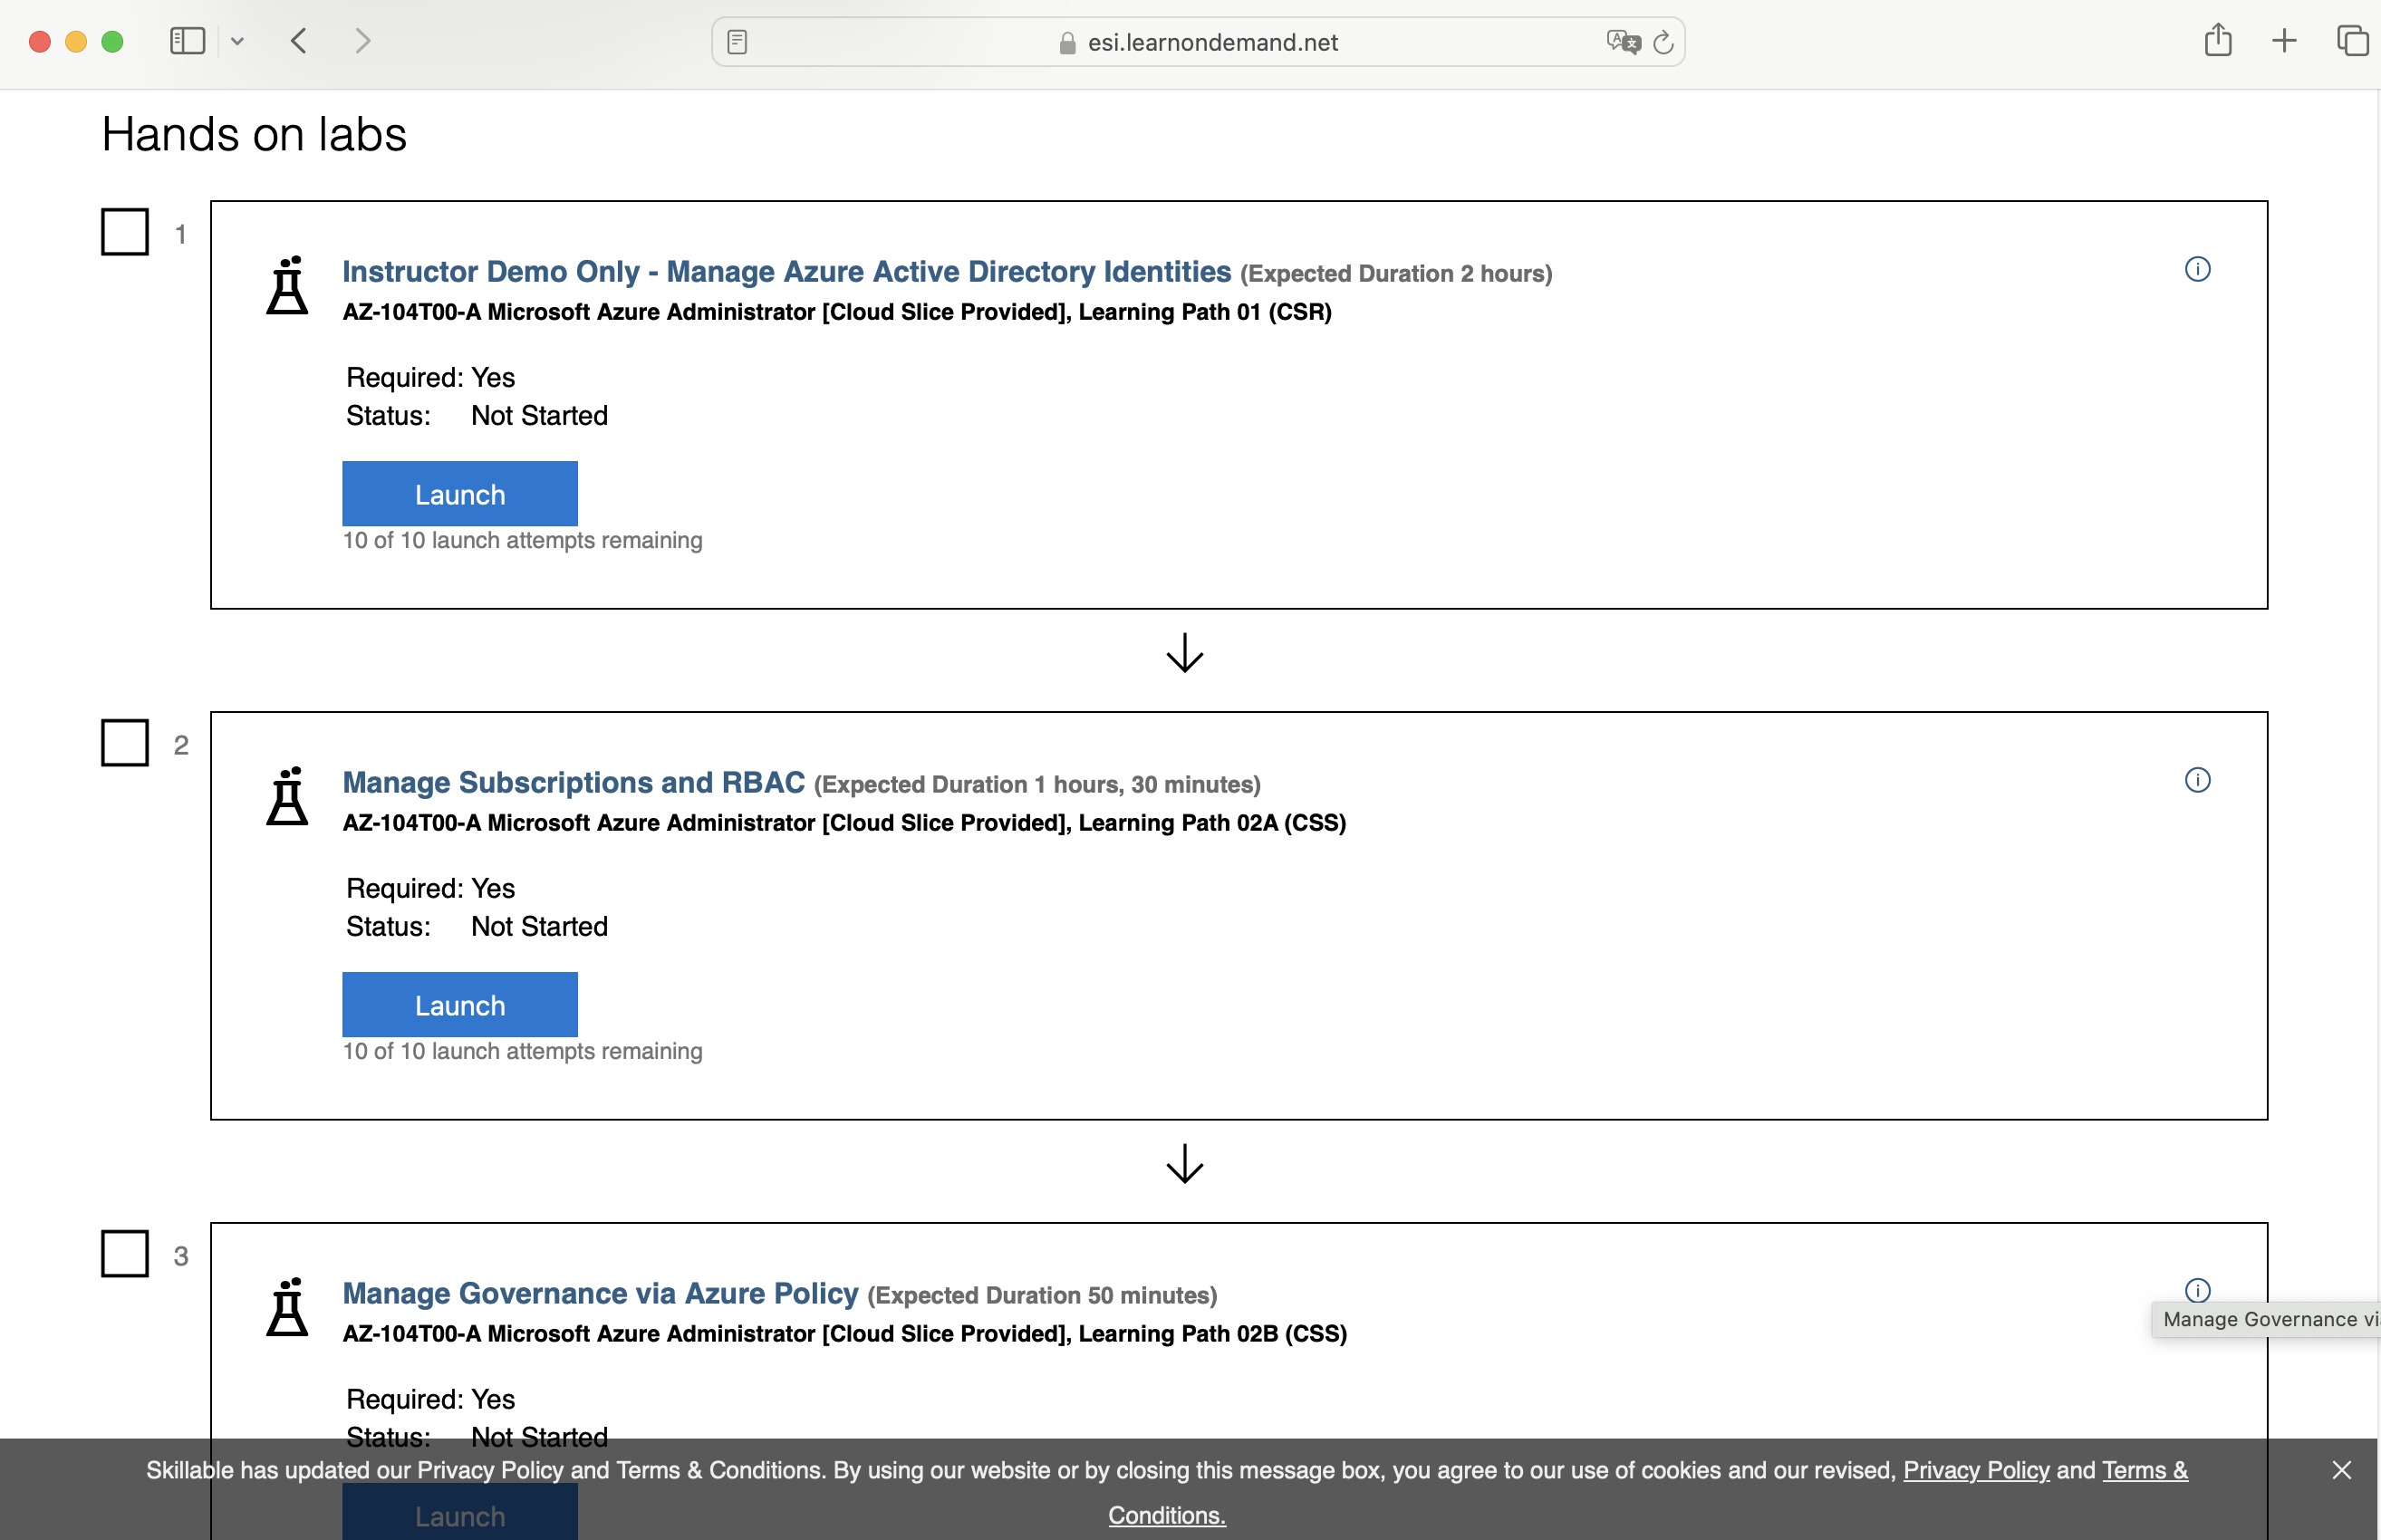 esi.learnondemand.net
Hands on labs
1
Instructor Demo Only - Manage Azure Active Directory Identities (Expected Duration 2 hours)
AZ-104T00-A Microsoft Azure Administrator [Cloud Slice Provided], Learning Path 01 (CSR)
Required: Yes
Status: Not Started
Launch
10 of 10 launch attempts remaining
2
Manage Subscriptions and RBAC (Expected Duration 1 hours, 30 minutes)
AZ-104T00-A Microsoft Azure Administrator [Cloud Slice Provided], Learning Path 02A (CSS)
Required: Yes
Status: Not Started
Launch
10 of 10 launch attempts remaining
3
Manage Governance via Azure Policy (Expected Duration 50 minutes)
AZ-104T00-A Microsoft Azure Administrator [Cloud Slice Provided], Learning Path 02B (CSS)
Manage Governance vi
Required: Yes
Status: Not Started
Skillable has updated our Privacy Policy and Terms & Conditions. By using our website or by closing this message box, you agree to our use of cookies and our revised, Privacy Policy and Terms &
Conditions.
Launch